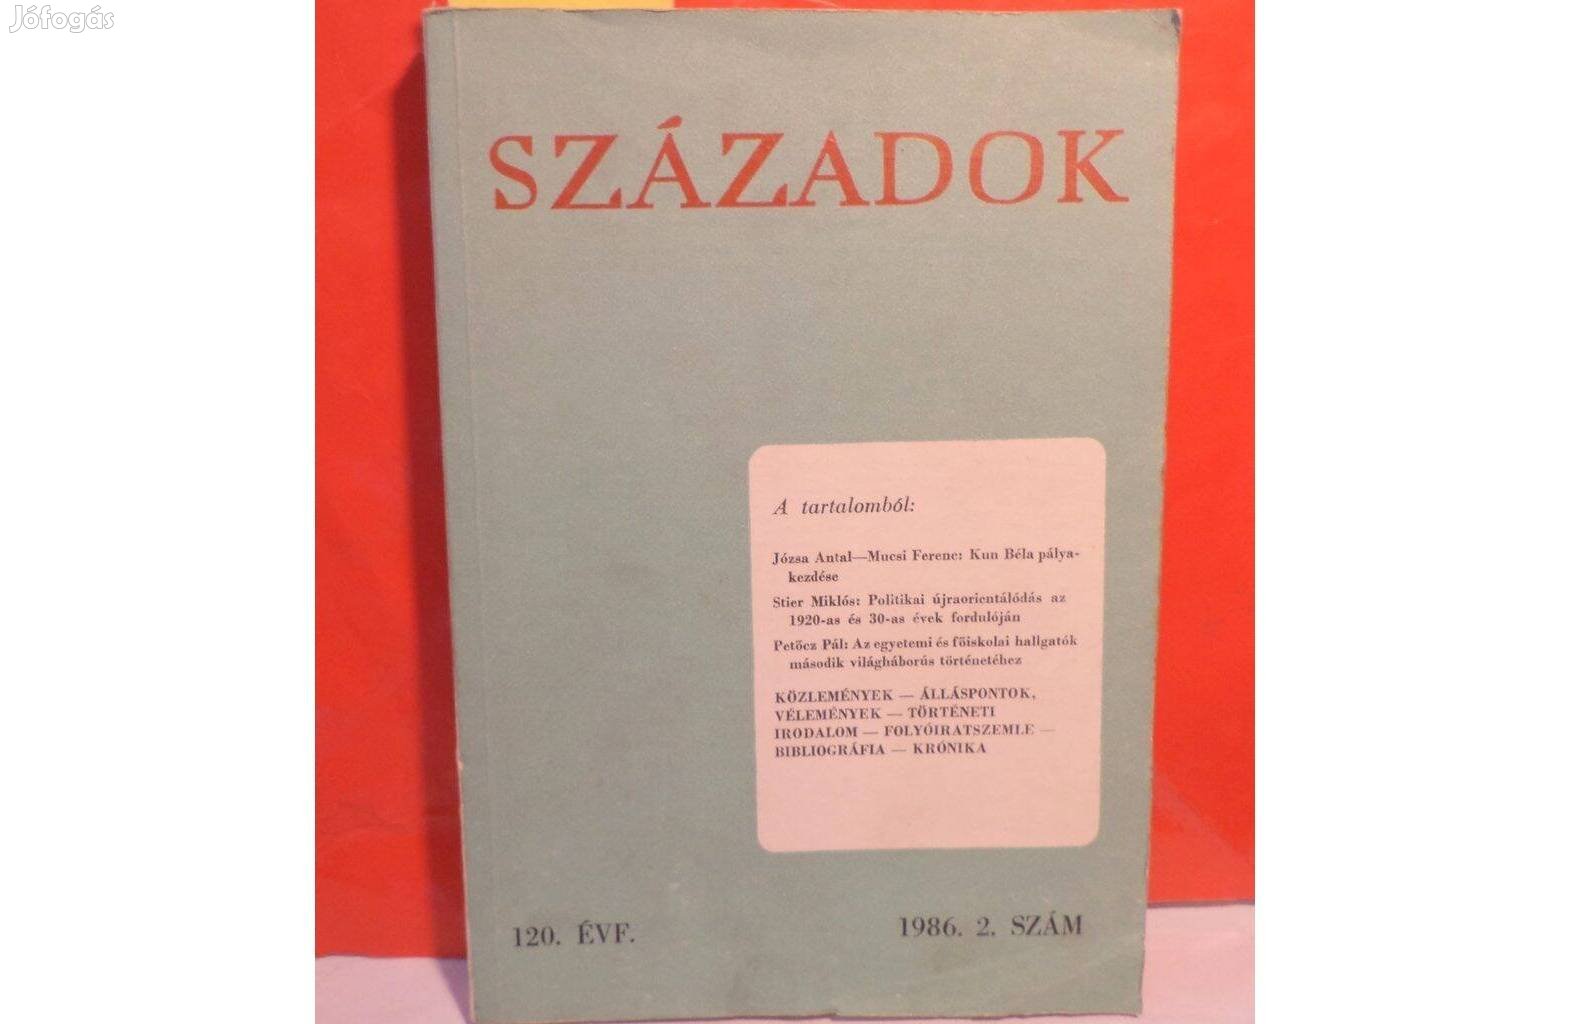 Jófogás
SZÁZADOK
A tartalomból:
Józsa Antal—Mucsi Ferenc: Kun Béla pálya-
kezdése
Stier Miklós: Politikai újraorientálódás az
1920-as és 30-as évek fordulóján
Petőcz Pál: Az egyetemi és főiskolai hallgatók
második világháborús történetéhez
KÖZLEMÉNYEK — ÁLLÁSPONTOK,
VÉLEMÉNYEK — TÖRTÉNETI
IRODALOM — FOLYÓIRATSZEMLE —
BIBLIOGRÁFIA — KRÓNIKA
120. ÉVF.
1986. 2. SZÁM